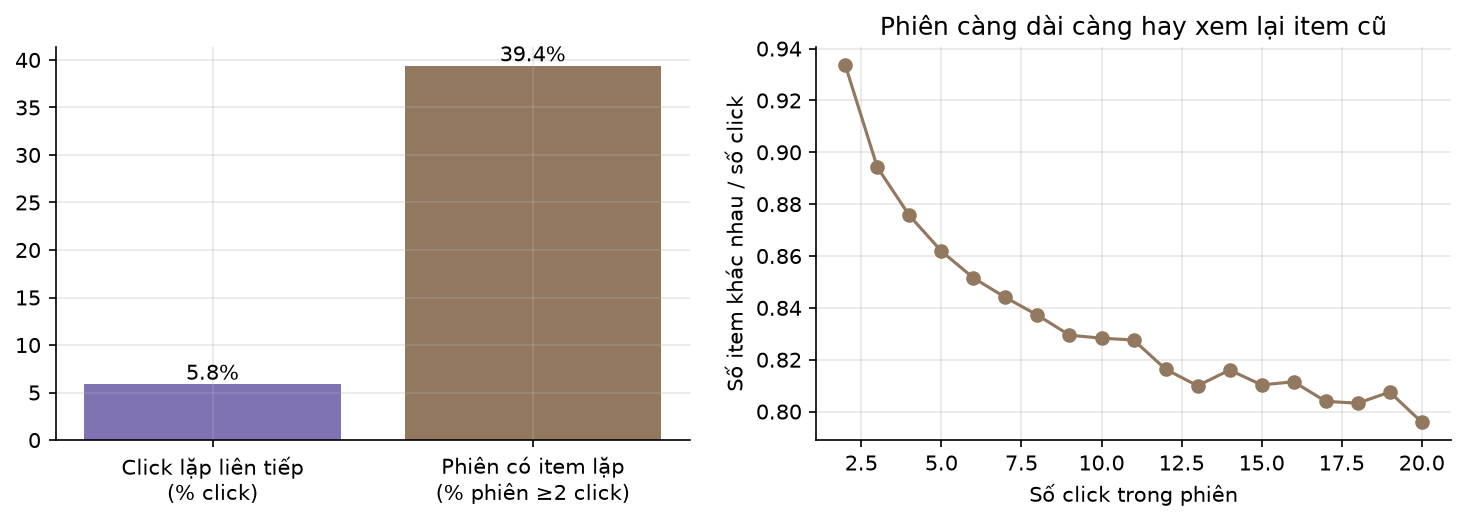 40
35
30
25
20
15
10
5
0
39.4%
5.8%
Click lặp liên tiếp
(% click)
Phiên có item lặp
(% phiên ≥2 click)
Phiên càng dài càng hay xem lại item cũ
Số item khác nhau / số click
0.94
0.92
0.90
0.88
0.86
0.84
0.82
0.80
2.5 5.0 7.5 10.0 12.5 15.0 17.5 20.0
Số click trong phiên